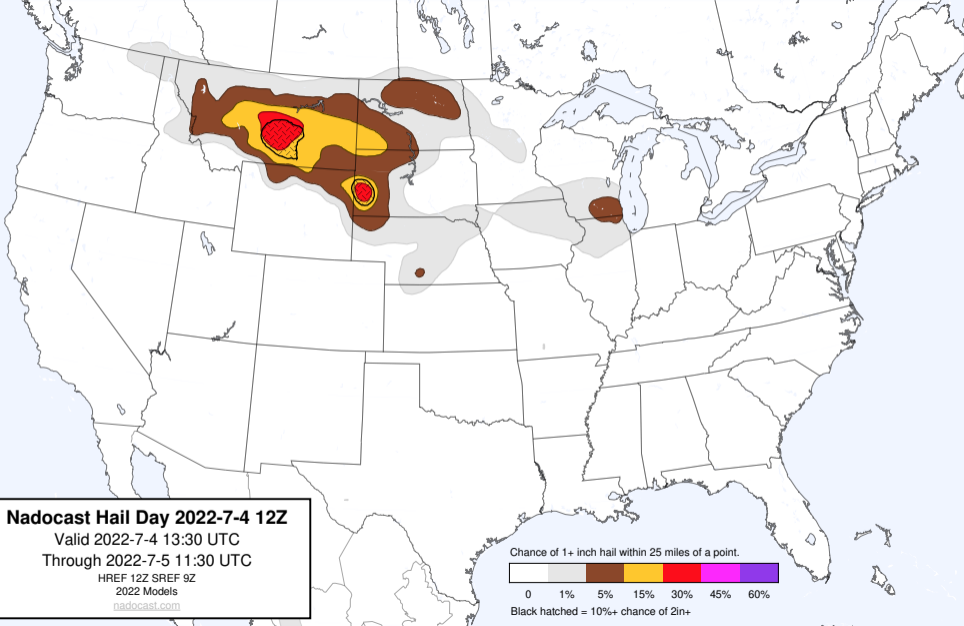 Nadocast Hail Day 2022-7-4 12Z
Valid 2022-7-4 13:30 UTC
Through 2022-7-5 11:30 UTC
HREF 12Z SREF 9Z
2022 Models
nadocast.com
Chance of 1+ inch hail within 25 miles of a point.
0 1% 5% 15% 30% 45% 60%
Black hatched = 10%+ chance of 2in+